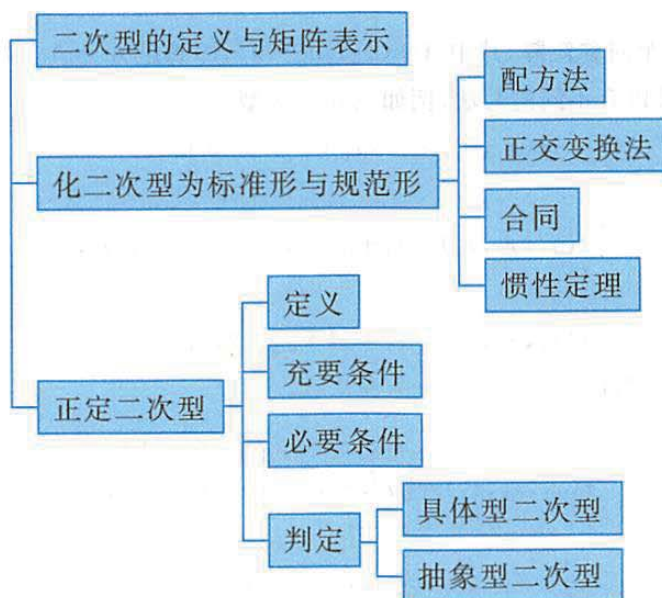 二次型的定义与矩阵表示
化二次型为标准形与规范形
配方法
正交变换法
合同
惯性定理
正定二次型
定义
充要条件
必要条件
判定
具体型二次型
抽象型二次型